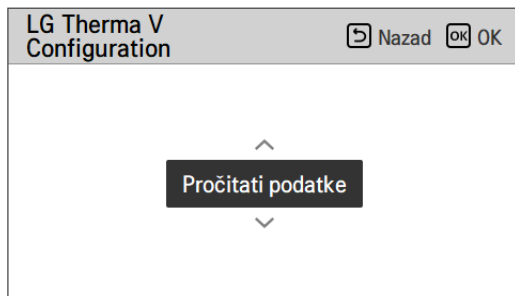 LG Therma V
Configuration
Nazad OK OK
Pročitati podatke